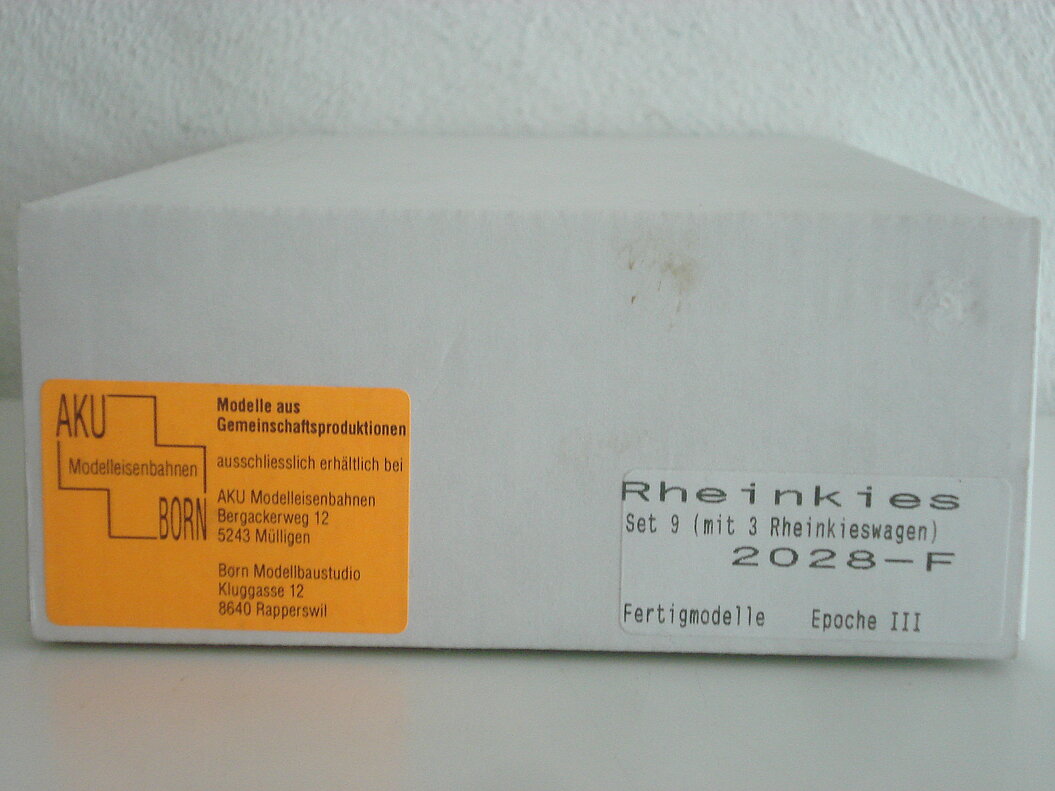 AKU
Modelleisenbahnen
BORN
Modelle aus
Gemeinschaftsproduktionen
ausschliesslich erhältlich bei
AKU Modelleisenbahnen
Bergackerweg 12
5243 Mülligen
Born Modellbaustudio
Kluggasse 12
8640 Rapperswil
Rheinkies
Set 9 (mit 3 Rheinkieswagen)
2028-F
Fertigmodelle Epoche III